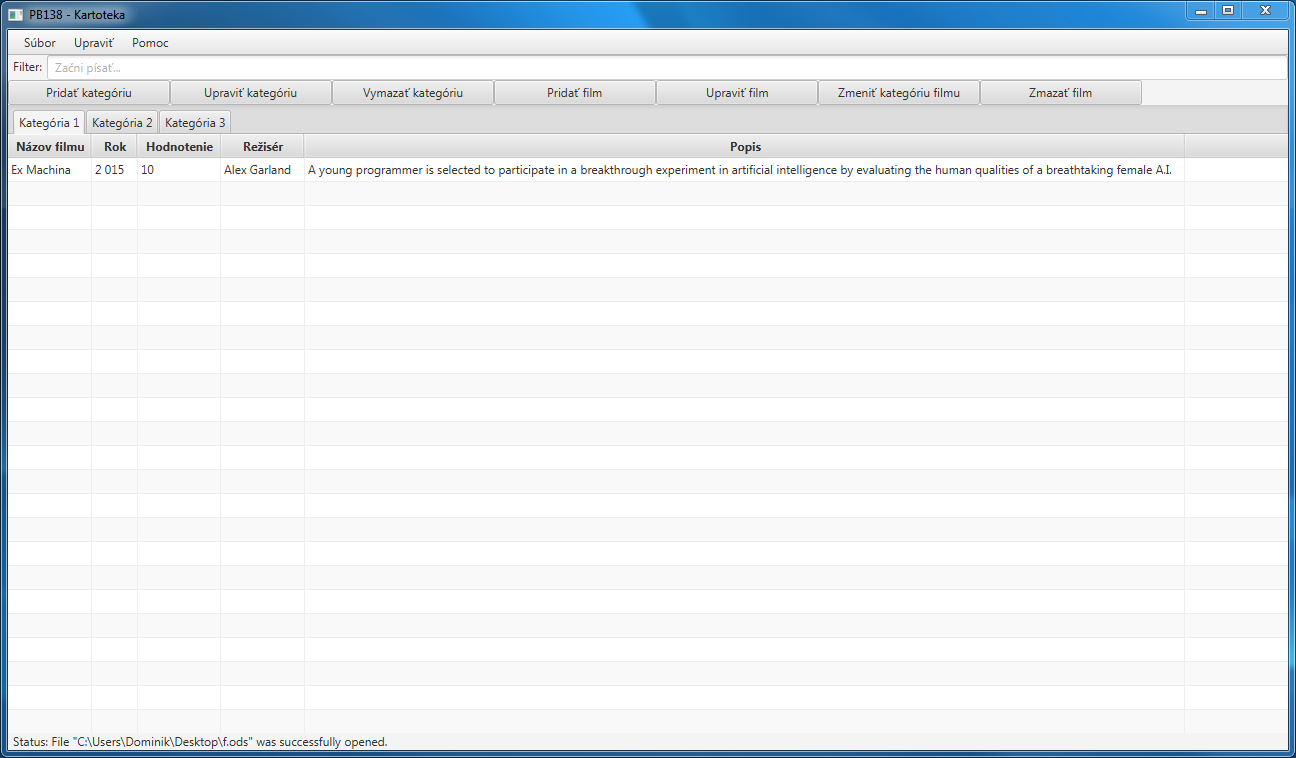 PB138 - Kartoteka
Súbor Upraviť Pomoc
Filter: Začni písať...
Pridať kategóriu Upraviť kategóriu Vymazať kategóriu Pridať film Upraviť film Zmeniť kategóriu filmu Zmazať film
Kategória 1 Kategória 2 Kategória 3
Názov filmu Rok Hodnotenie Režisér Popis
Ex Machina 2 015 10 Alex Garland A young programmer is selected to participate in a breakthrough experiment in artificial intelligence by evaluating the human qualities of a breathtaking female A.I.
Status: File "C:\Users\Dominik\Desktop\f.ods" was successfully opened.